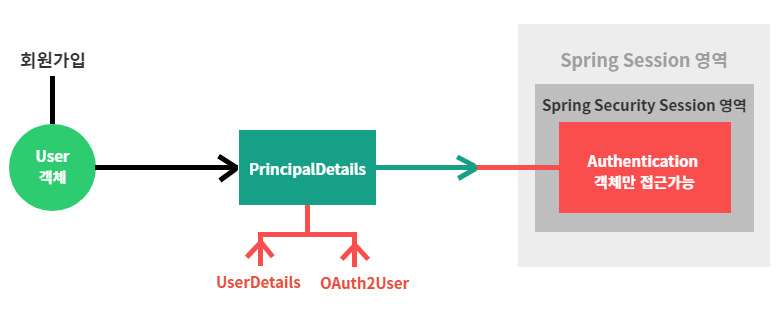 회원가입
User
객체
PrincipalDetails
UserDetails
OAuth2User
Spring Session 영역
Spring Security Session 영역
Authentication
객체만 접근가능